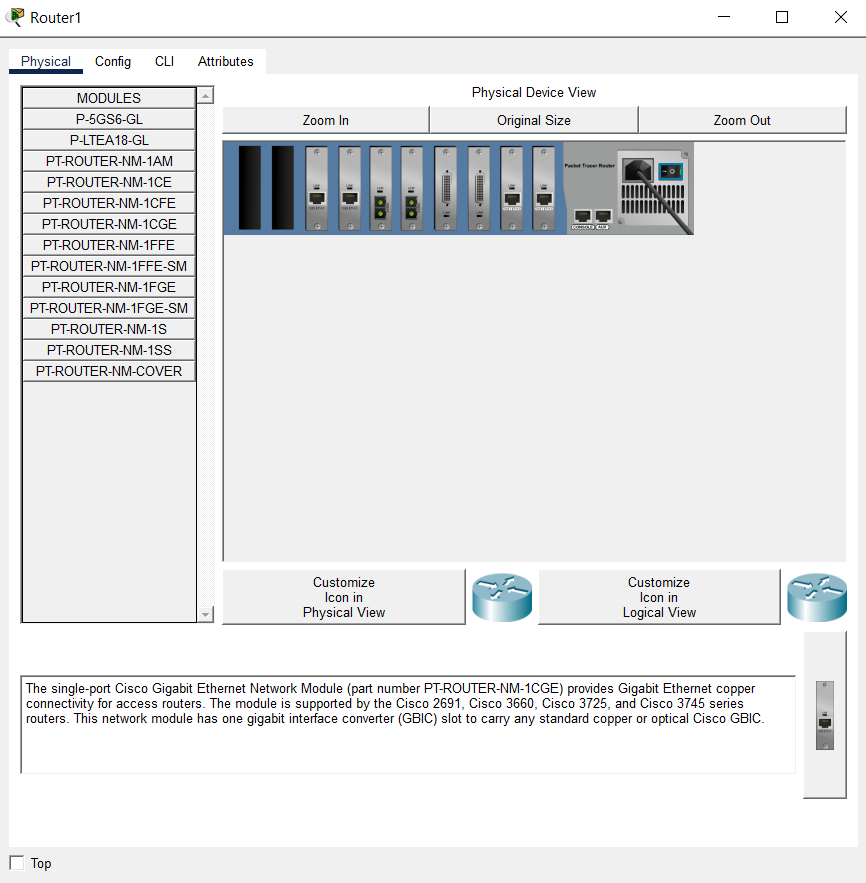 Router1
Physical
Config
CLI
Attributes
MODULES
P-5GS6-GL
P-LTEA18-GL
PT-ROUTER-NM-1AM
PT-ROUTER-NM-1CE
PT-ROUTER-NM-1CFE
PT-ROUTER-NM-1CGE
PT-ROUTER-NM-1FFE
PT-ROUTER-NM-1FFE-SM
PT-ROUTER-NM-1FGE
PT-ROUTER-NM-1FGE-SM
PT-ROUTER-NM-1S
PT-ROUTER-NM-1SS
PT-ROUTER-NM-COVER
Physical Device View
Zoom In
Original Size
Zoom Out
Packet Tracer Router
CONSOLE
AUX
Customize
Icon in
Physical View
Customize
Icon in
Logical View
The single-port Cisco Gigabit Ethernet Network Module (part number PT-ROUTER-NM-1CGE) provides Gigabit Ethernet copper
connectivity for access routers. The module is supported by the Cisco 2691, Cisco 3660, Cisco 3725, and Cisco 3745 series
routers. This network module has one gigabit interface converter (GBIC) slot to carry any standard copper or optical Cisco GBIC.
Top